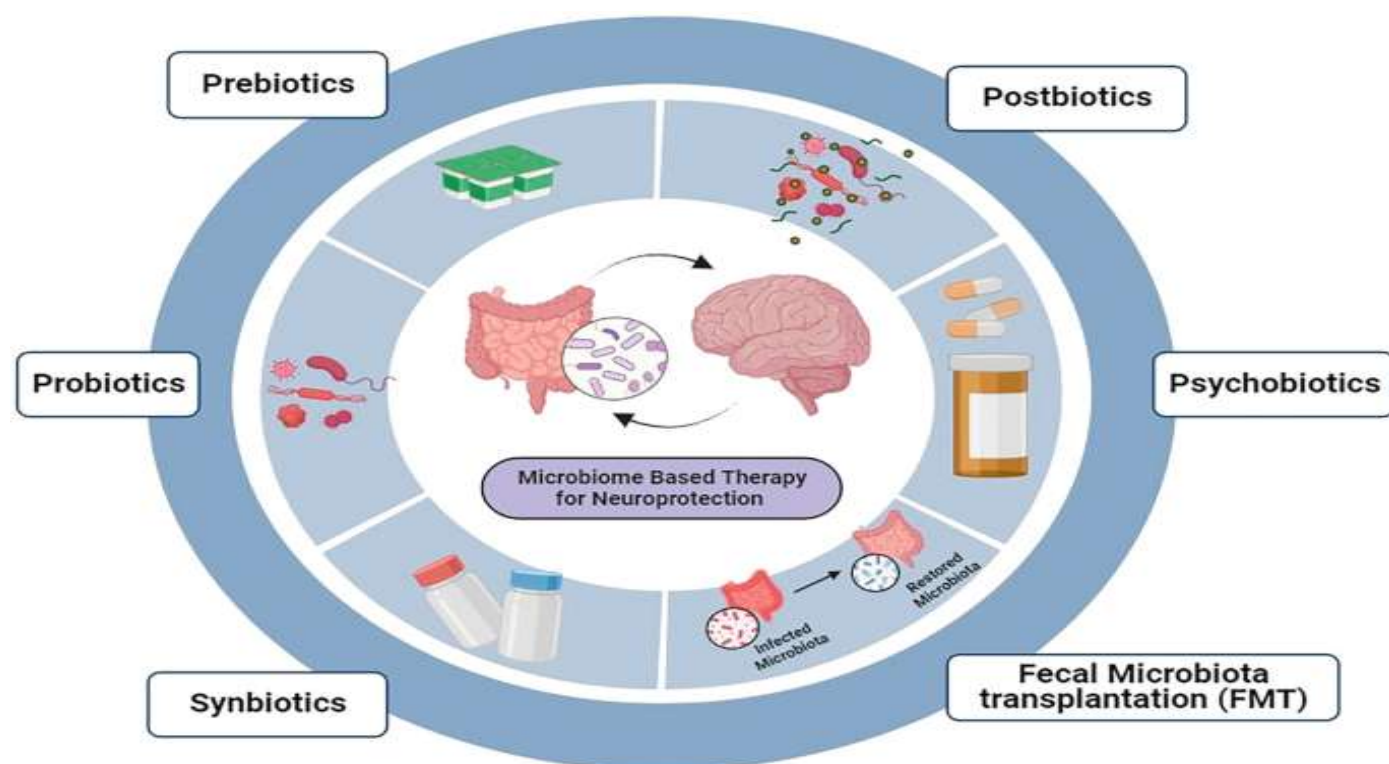 Prebiotics
Postbiotics
Probiotics
Psychobiotics
Microbiome Based Therapy
for Neuroprotection
Infected
Microbiota
Restored
Microbiota
Synbiotics
Fecal Microbiota
transplantation (FMT)